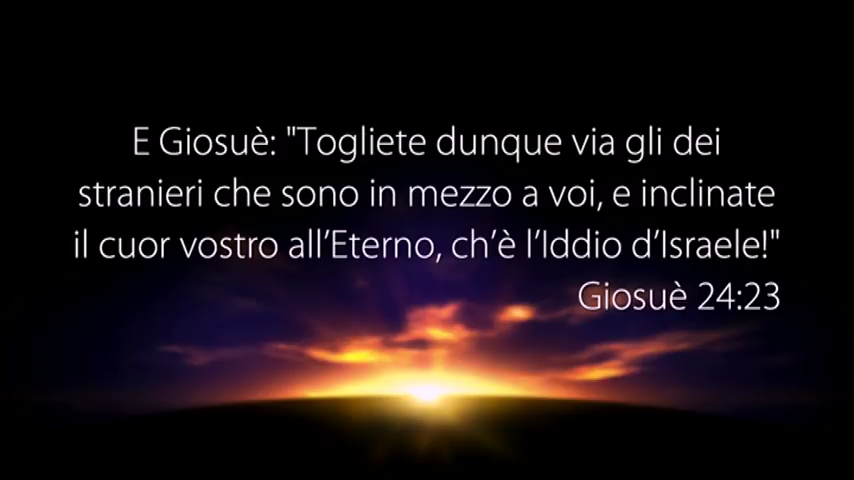 E Giosuè: "Togliete dunque via gli dei
stranieri che sono in mezzo a voi, e inclinate
il cuor vostro all’Eterno, ch’è l’Iddio d’Israele!"
Giosuè 24:23